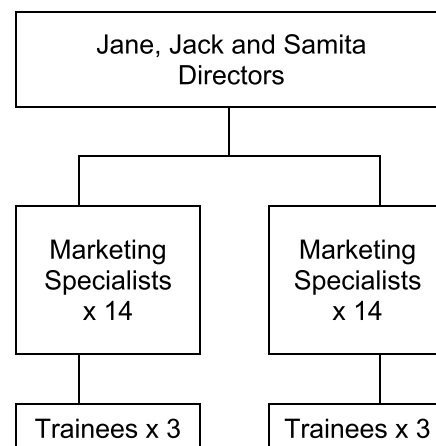 Jane, Jack and Samita
Directors
Marketing
Specialists
x 14
Marketing
Specialists
x 14
Trainees x 3
Trainees x 3